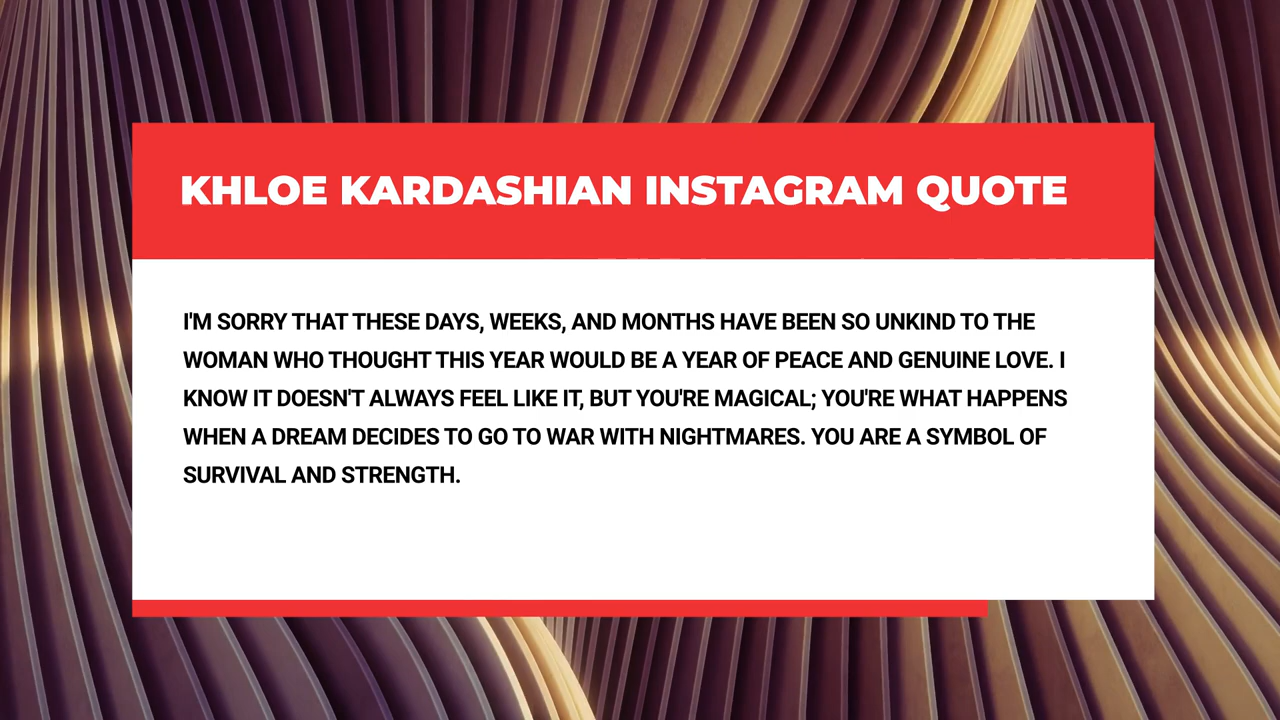 KHLOE KARDASHIAN INSTAGRAM QUOTE
I'M SORRY THAT THESE DAYS, WEEKS, AND MONTHS HAVE BEEN SO UNKIND TO THE
WOMAN WHO THOUGHT THIS YEAR WOULD BE A YEAR OF PEACE AND GENUINE LOVE. I
KNOW IT DOESN'T ALWAYS FEEL LIKE IT, BUT YOU'RE MAGICAL; YOU'RE WHAT HAPPENS
WHEN A DREAM DECIDES TO GO TO WAR WITH NIGHTMARES. YOU ARE A SYMBOL OF
SURVIVAL AND STRENGTH.